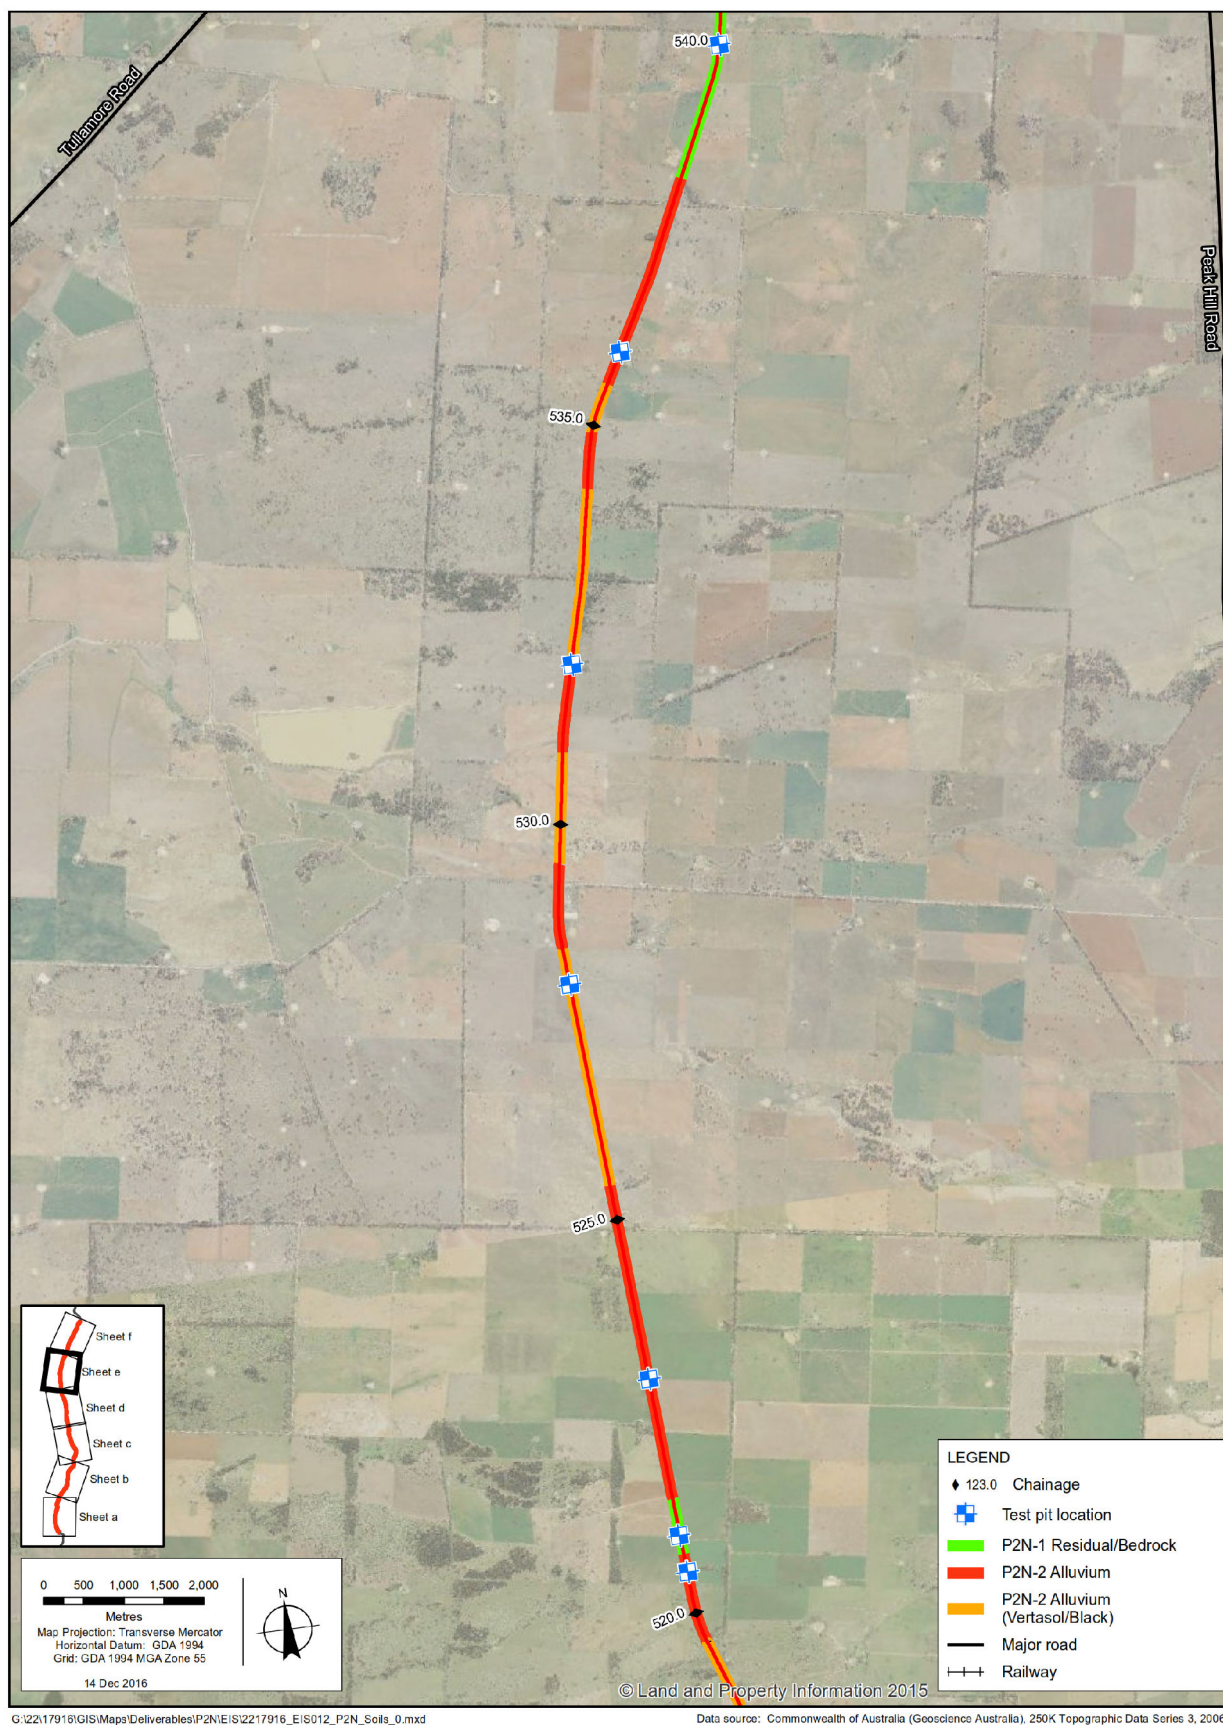 540.0
Tullamore Road
Peak Hill Road
535.0
530.0
525.0
520.0
Sheet f
Sheet e
Sheet d
Sheet c
Sheet b
Sheet a
0 500 1,000 1,500 2,000
Metres
Map Projection: Transverse Mercator
Horizontal Datum: GDA 1994
Grid: GDA 1994 MGA Zone 55
14 Dec 2016
N
LEGEND
123.0 Chainage
Test pit location
P2N-1 Residual/Bedrock
P2N-2 Alluvium
P2N-2 Alluvium
(Vertasol/Black)
Major road
Railway
© Land and Property Information 2015
G:\22\17916\GIS\Maps\Deliverables\P2N\EIS\2217916_EIS012_P2N_Soils_0.mxd
Data source: Commonwealth of Australia (Geoscience Australia), 250K Topographic Data Series 3, 2006